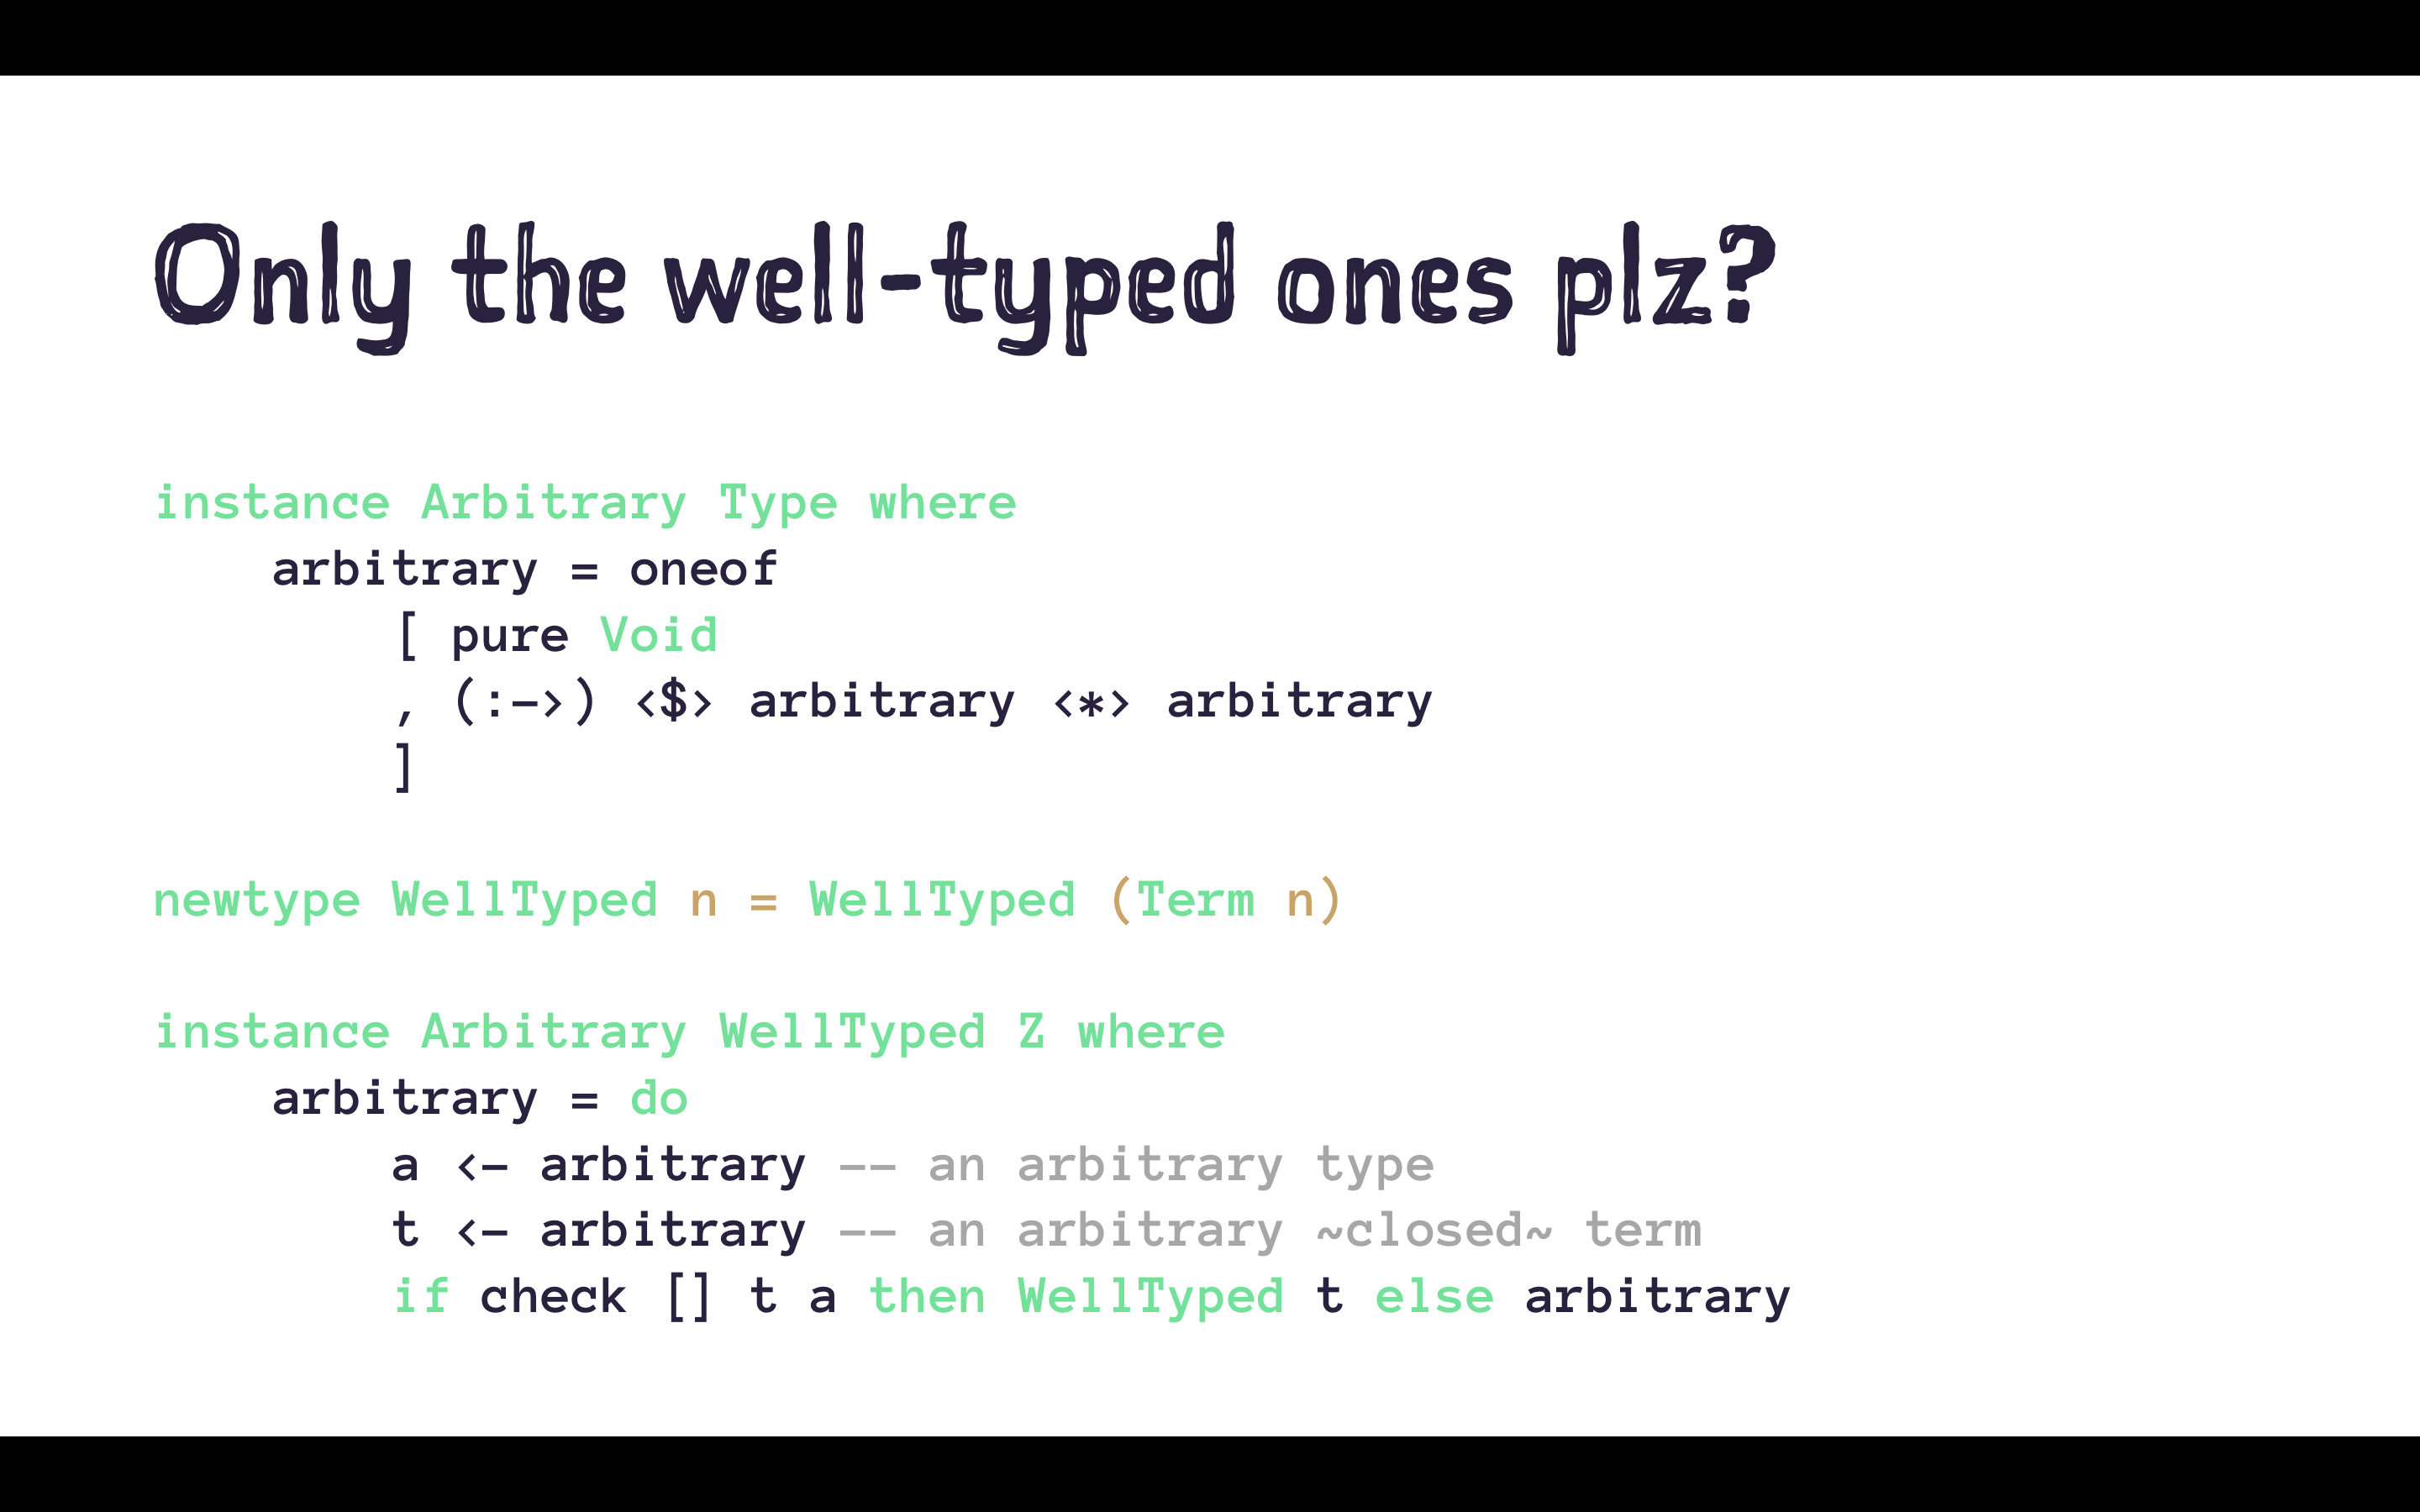 Only the well-typed ones plz?
instance Arbitrary Type where
    arbitrary = oneof
        [ pure Void
        , (:->) <$> arbitrary <*> arbitrary
        ]
newtype WellTyped n = WellTyped (Term n)
instance Arbitrary WellTyped Z where
    arbitrary = do
        a <- arbitrary -- an arbitrary type
        t <- arbitrary -- an arbitrary ~closed~ term
        if check [] t a then WellTyped t else arbitrary